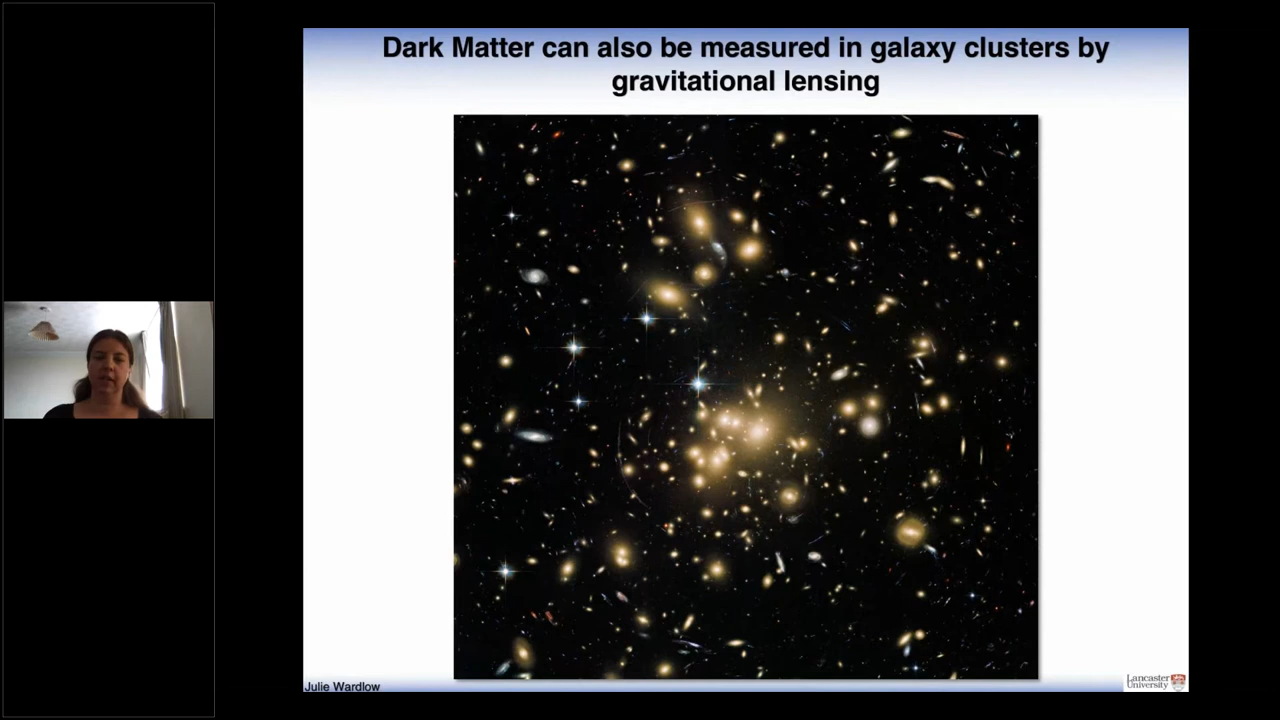 Dark Matter can also be measured in galaxy clusters by
gravitational lensing
Julie Wardlow
Lancaster
University